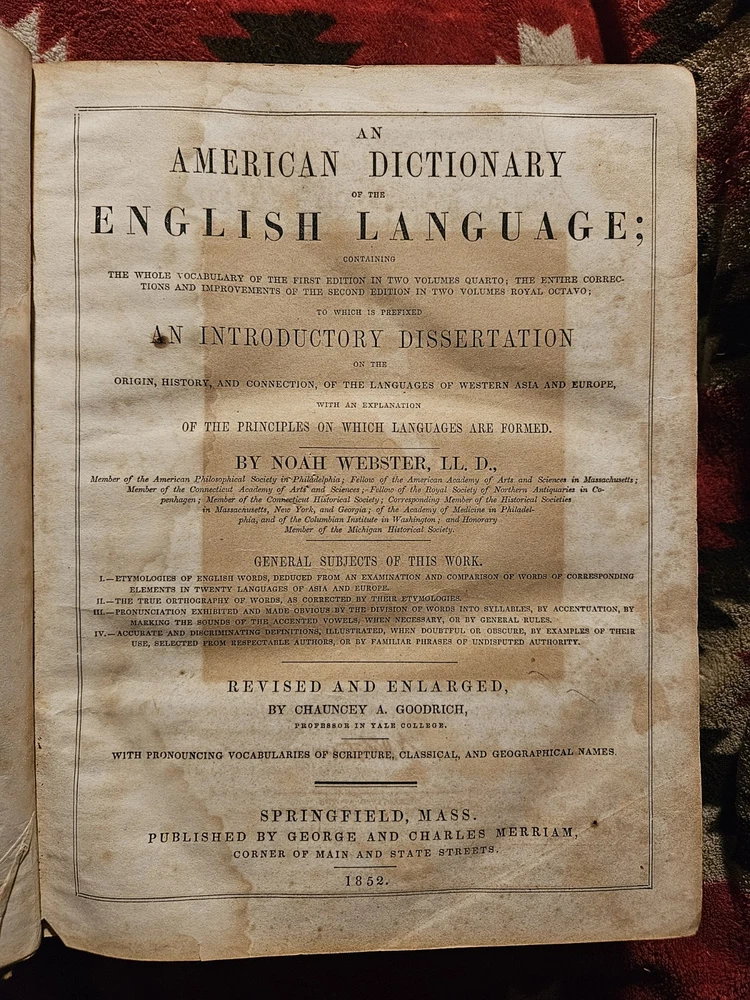 AN
AMERICAN DICTIONARY
OF THE
ENGLISH LANGUAGE;
CONTAINING
THE WHOLE VOCABULARY OF THE FIRST EDITION IN TWO VOLUMES QUARTO; THE ENTIRE CORREC-
TIONS AND IMPROVEMENTS OF THE SECOND EDITION IN TWO VOLUMES ROYAL OCTAVO;
TO WHICH IS PREFIXED
AN INTRODUCTORY DISSERTATION
ON THE
ORIGIN, HISTORY, AND CONNECTION, OF THE LANGUAGES OF WESTERN ASIA AND EUROPE,
WITH AN EXPLANATION
OF THE PRINCIPLES ON WHICH LANGUAGES ARE FORMED.
BY NOAH WEBSTER, LL. D.,
Member of the American Philosophical Society in Philadelphia; Fellow of the American Academy of Arts and Sciences in Massachusetts;
Member of the Connecticut Academy of Arts and Sciences; Fellow of the Royal Society of Northern Antiquaries in Co-
penhagen; Member of the Connecticut Historical Society; Corresponding Member of the Historical Societies
in Massachusetts, New York, and Georgia; of the Academy of Medicine in Philadel-
phia, and of the Columbian Institute in Washington; and Honorary
Member of the Michigan Historical Society.
GENERAL SUBJECTS OF THIS WORK.
I.—ETYMOLOGIES OF ENGLISH WORDS, DEDUCED FROM AN EXAMINATION AND COMPARISON OF WORDS OF CORRESPONDING
ELEMENTS IN TWENTY LANGUAGES OF ASIA AND EUROPE.
II.—THE TRUE ORTHOGRAPHY OF WORDS, AS CORRECTED BY THEIR ETYMOLOGIES.
III.—PRONUNCIATION EXHIBITED AND MADE OBVIOUS BY THE DIVISION OF WORDS INTO SYLLABLES, BY ACCENTUATION, BY
MARKING THE SOUNDS OF THE ACCENTED VOWELS, WHEN NECESSARY, OR BY GENERAL RULES.
IV.—ACCURATE AND DISCRIMINATING DEFINITIONS, ILLUSTRATED, WHEN DOUBTFUL OR OBSCURE, BY EXAMPLES OF THEIR
USE, SELECTED FROM RESPECTABLE AUTHORS, OR BY FAMILIAR PHRASES OF UNDISPUTED AUTHORITY.
REVISED AND ENLARGED,
BY CHAUNCEY A. GOODRICH,
PROFESSOR IN YALE COLLEGE.
WITH PRONOUNCING VOCABULARIES OF SCRIPTURE, CLASSICAL, AND GEOGRAPHICAL NAMES.
SPRINGFIELD, MASS.
PUBLISHED BY GEORGE AND CHARLES MERRIAM,
CORNER OF MAIN AND STATE STREETS.
1852.